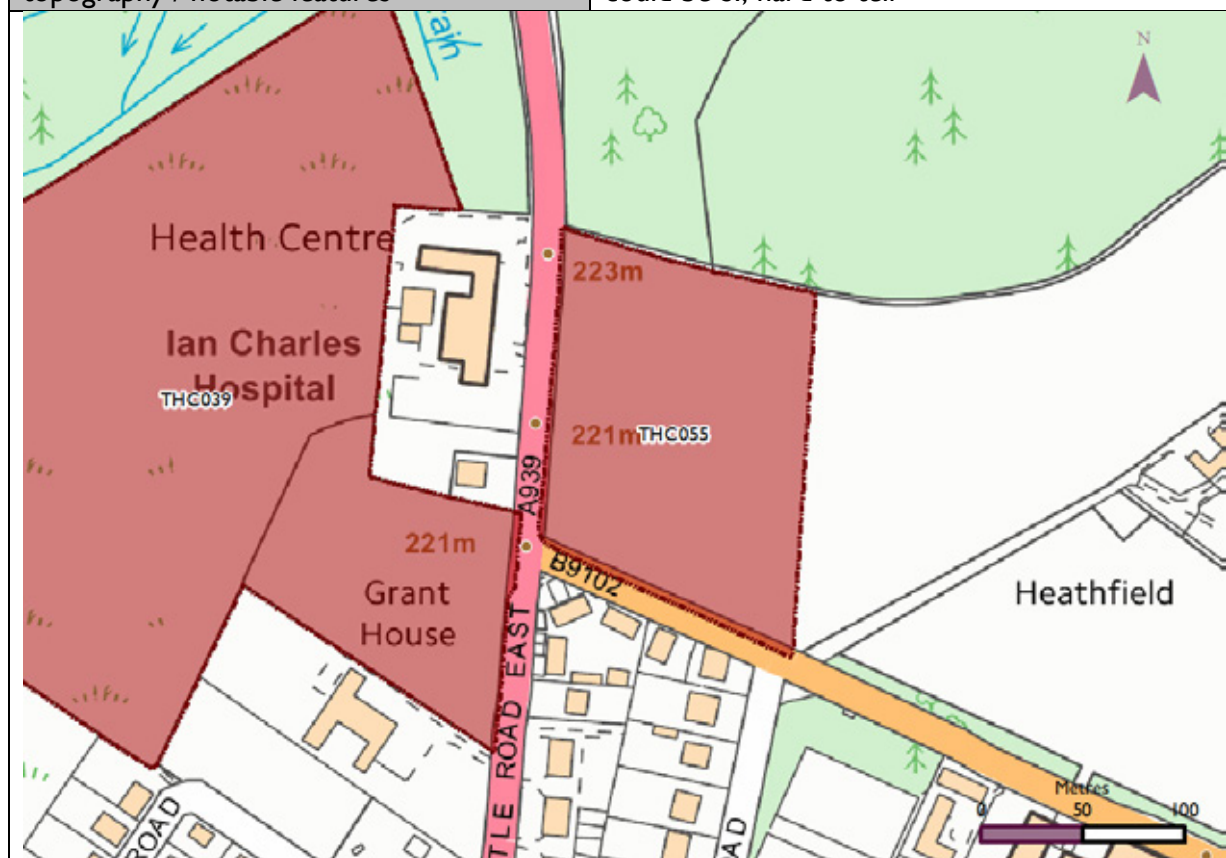 N
223m
Health Centre
Ian Charles
Hospital
THC039
221m
THC055
A939
221m
B9102
Grant
House
Heathfield
TLE ROAD EAST
ROAD
AD
Metres
0 50 100